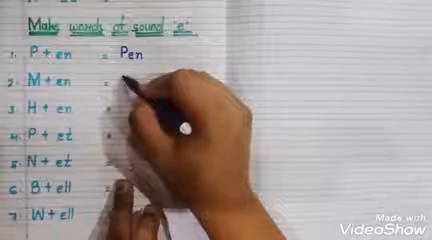 Make words of sound 'e'.
1. P + en = Pen
2. M + en =
3. H + en =
4. P + et =
5. N + et =
6. B + ell =
7. W + ell
Made with
VideoShow